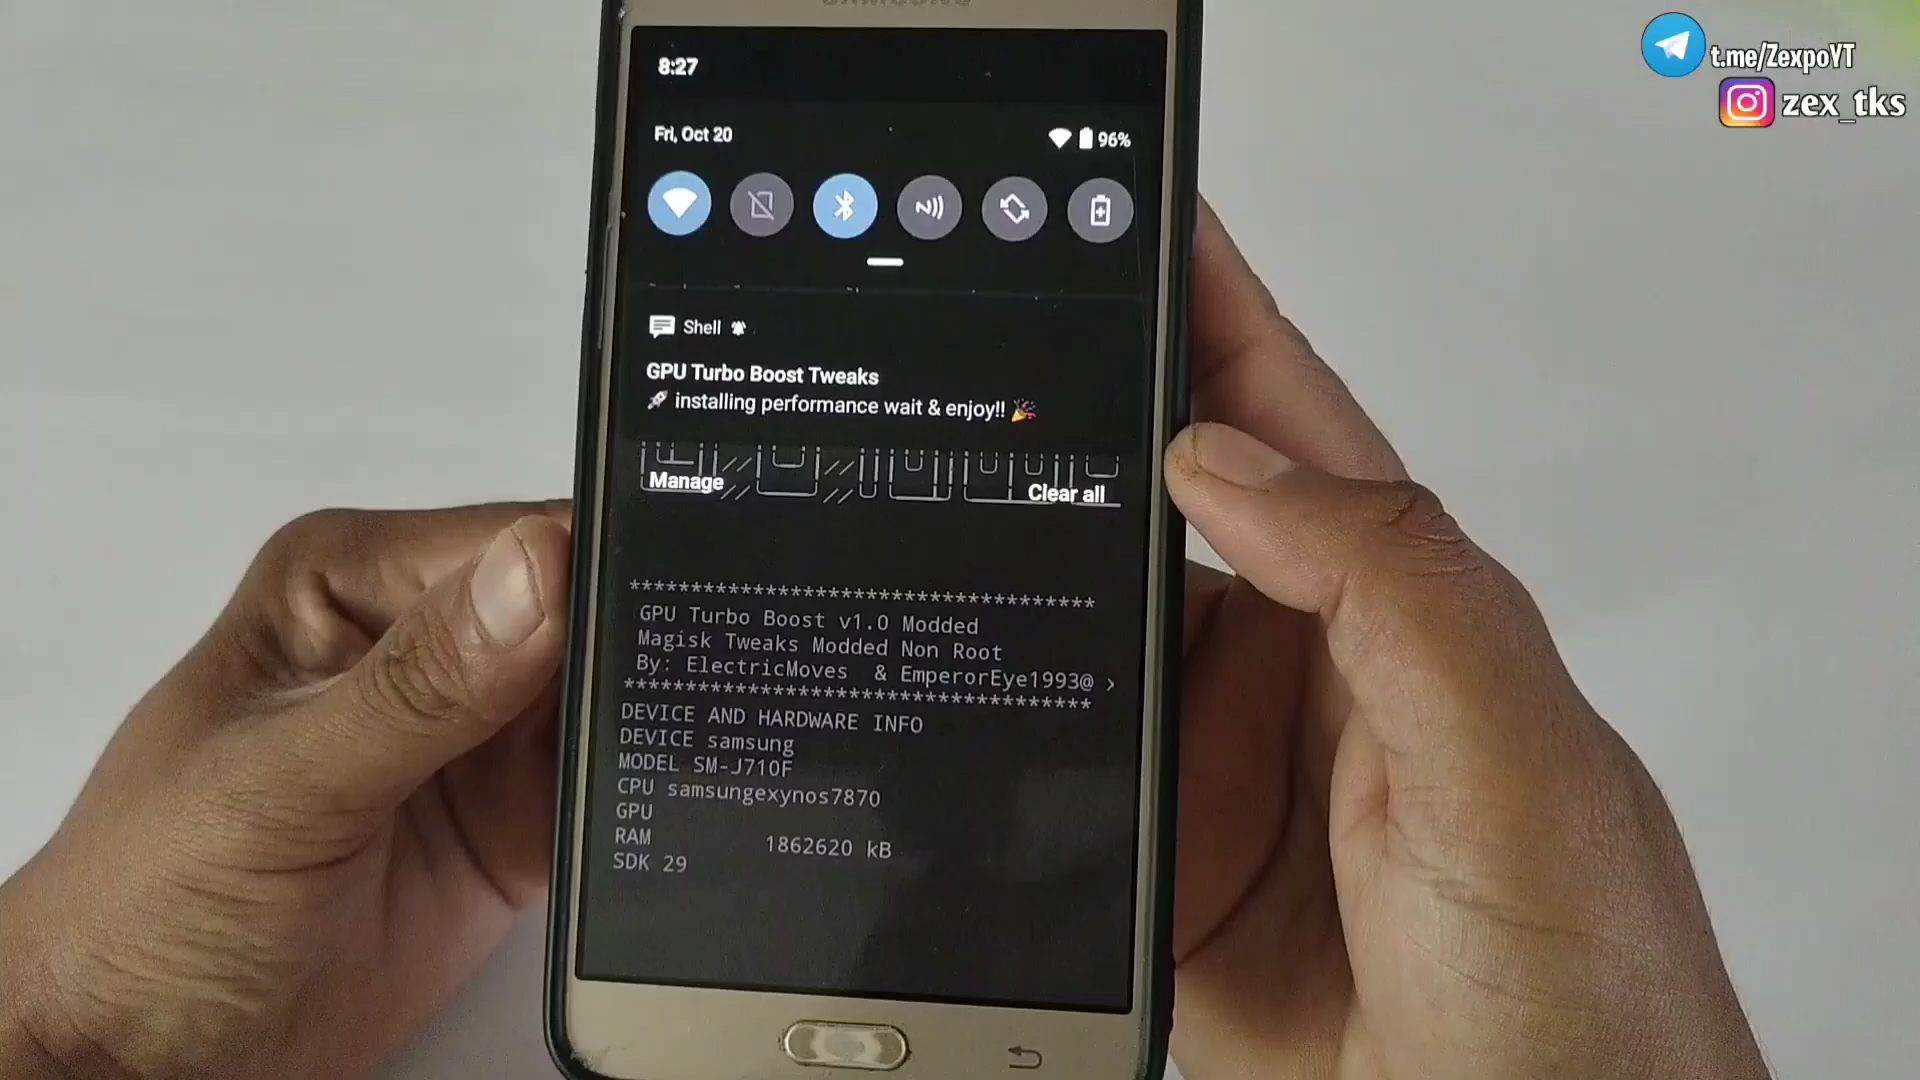 SAMSUNG
t.me/ZexpoYT
zex_tks
8:27
Fri, Oct 20
96%
Shell
GPU Turbo Boost Tweaks
🚀 installing performance wait & enjoy!! 🎉
Manage
Clear all
****************************************
GPU Turbo Boost v1.0 Modded
Magisk Tweaks Modded Non Root
By: ElectricMoves & EmperorEye1993@ >
****************************************
DEVICE AND HARDWARE INFO
DEVICE samsung
MODEL SM-J710F
CPU samsungexynos7870
GPU
RAM 1862620 kB
SDK 29